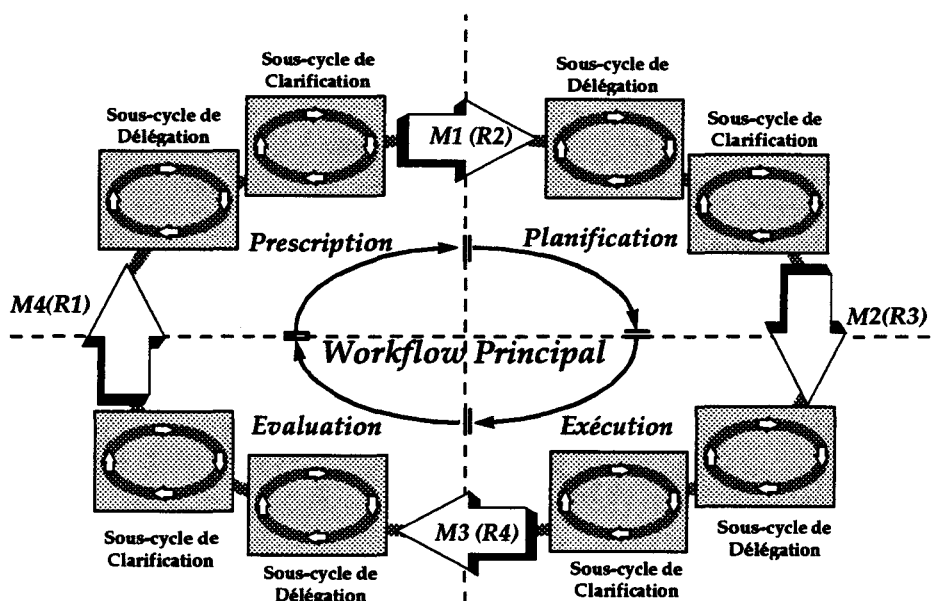 Sous-cycle de
Clarification
Sous-cycle de
Délégation
Sous-cycle de
Délégation
Sous-cycle de
Clarification
M1 (R2)
Prescription
Planification
M4(R1)
M2(R3)
Workflow Principal
Evaluation
Exécution
M3 (R4)
Sous-cycle de
Clarification
Sous-cycle de
Délégation
Sous-cycle de
Clarification
Sous-cycle de
Délégation